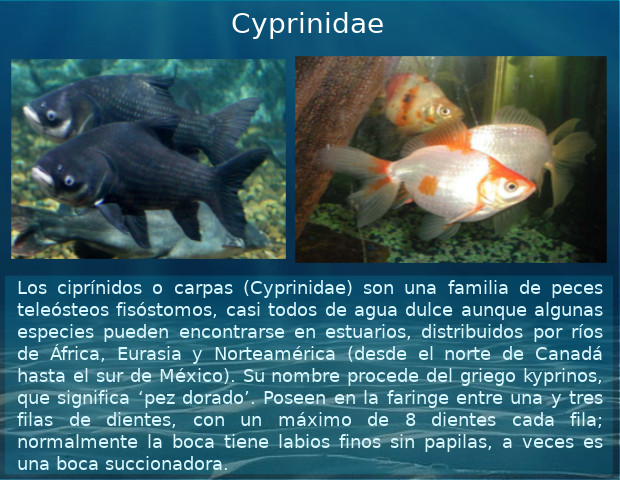 Cyprinidae
Los ciprínidos o carpas (Cyprinidae) son una familia de peces
teleósteos fisóstomos, casi todos de agua dulce aunque algunas
especies pueden encontrarse en estuarios, distribuidos por ríos
de África, Eurasia y Norteamérica (desde el norte de Canadá
hasta el sur de México). Su nombre procede del griego kyprinos,
que significa ‘pez dorado’. Poseen en la faringe entre una y tres
filas de dientes, con un máximo de 8 dientes cada fila;
normalmente la boca tiene labios finos sin papilas, a veces es
una boca succionadora.